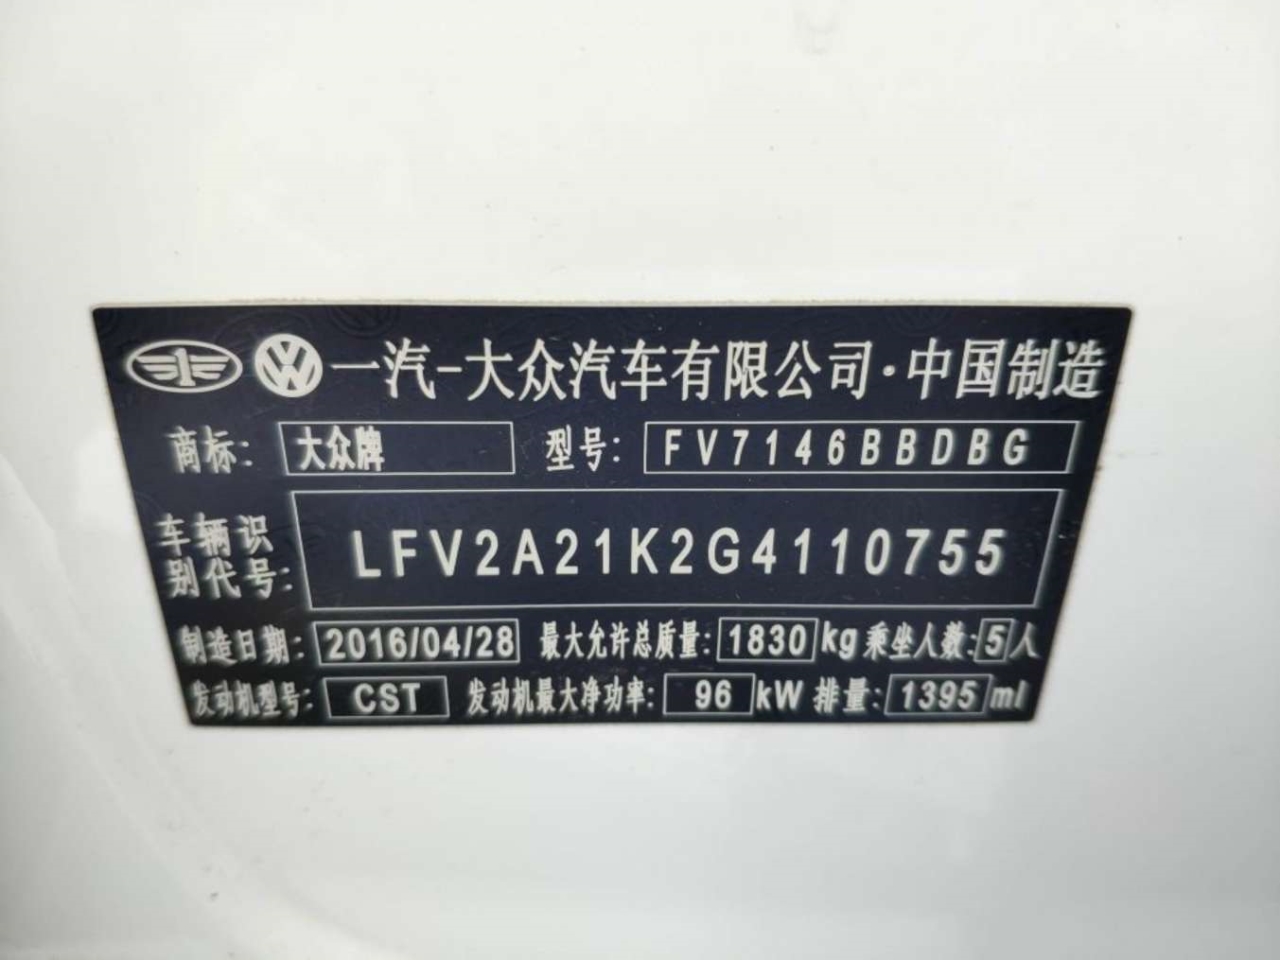 一汽-大众汽车有限公司·中国制造
商标: 大众牌 型号: FV7146BBDBG
车辆识别代号: LFV2A21K2G4110755
制造日期: 2016/04/28 最大允许总质量: 1830 kg 乘坐人数: 5 人
发动机型号: CST 发动机最大净功率: 96 kW 排量: 1395 ml